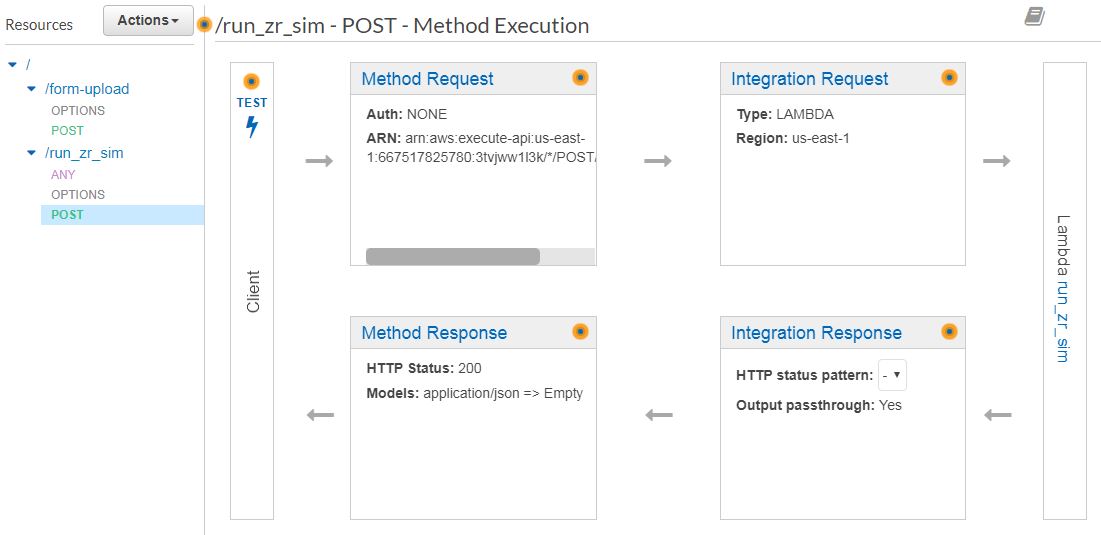 Resources
Actions
/run_zr_sim - POST - Method Execution
/
/form-upload
OPTIONS
POST
/run_zr_sim
ANY
OPTIONS
POST
TEST
Client
Method Request
Auth: NONE
ARN: arn:aws:execute-api:us-east-
1:667517825780:3tvjww1l3k/*/POST/
Integration Request
Type: LAMBDA
Region: us-east-1
Lambda run_zr_sim
Method Response
HTTP Status: 200
Models: application/json => Empty
Integration Response
HTTP status pattern: -
Output passthrough: Yes